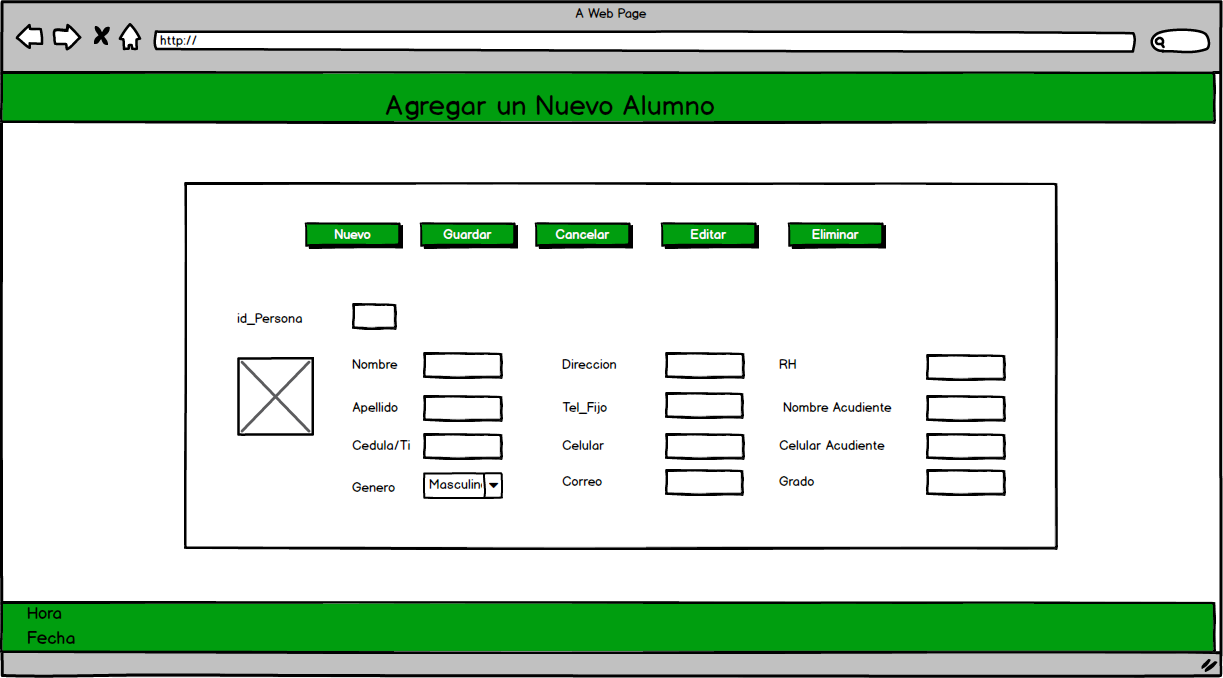 A Web Page
http://
Agregar un Nuevo Alumno
Nuevo Guardar Cancelar Editar Eliminar
id_Persona
Nombre Direccion RH
Apellido Tel_Fijo Nombre Acudiente
Cedula/Ti Celular Celular Acudiente
Genero Masculin Correo Grado
Hora
Fecha